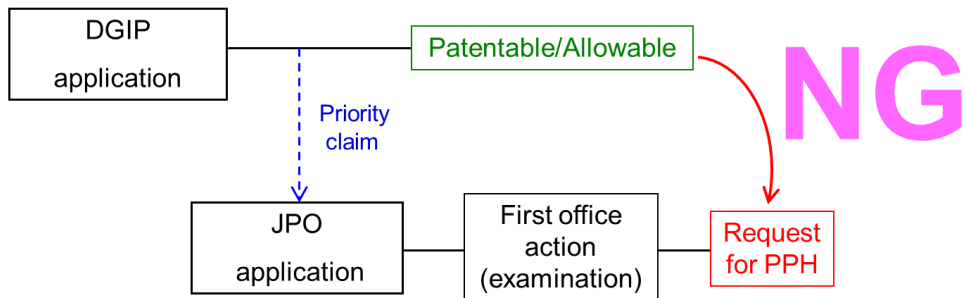 DGIP
application
Patentable/Allowable
NG
Priority
claim
JPO
application
First office
action
(examination)
Request
for PPH